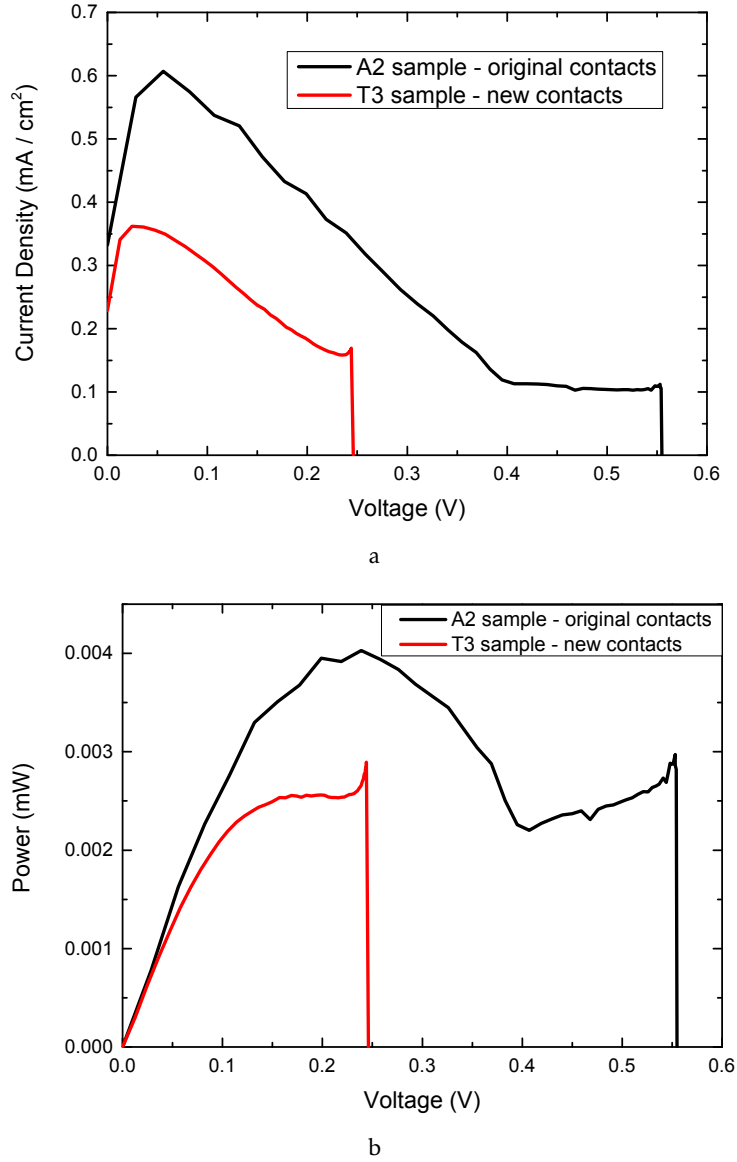 A2 sample - original contacts
T3 sample - new contacts
Current Density (mA / cm²)
0.6
0.5
0.4
0.3
0.2
0.1
0.0
0.0 0.1 0.2 0.3 0.4 0.5 0.6
Voltage (V)
a
A2 sample - original contacts
T3 sample - new contacts
Power (mW)
0.004
0.003
0.002
0.001
0.000
0.0 0.1 0.2 0.3 0.4 0.5 0.6
Voltage (V)
b